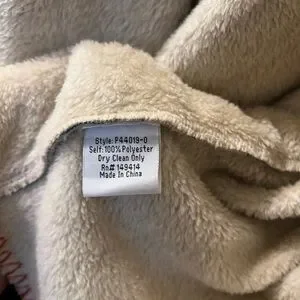 Style: P44019-0
Self: 100% Polyester
Dry Clean Only
Rn# 149414
Made In China